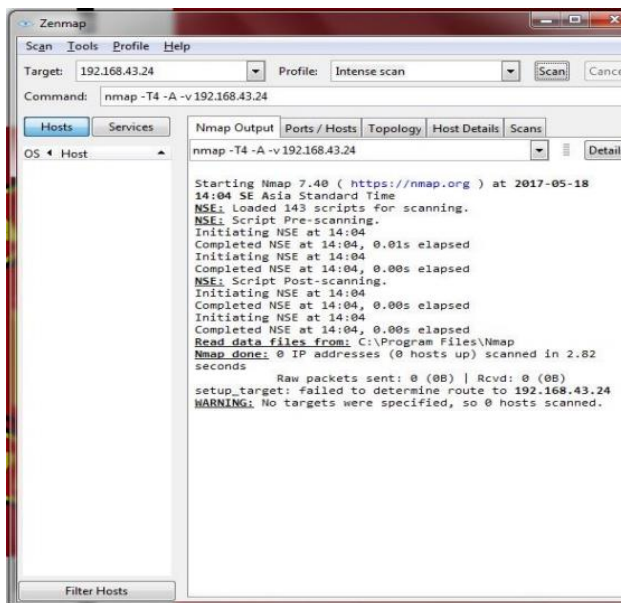 Zenmap
Scan Tools Profile Help
Target: 192.168.43.24 Profile: Intense scan Scan Cance
Command: nmap -T4 -A -v 192.168.43.24
Hosts Services
Nmap Output Ports / Hosts Topology Host Details Scans
OS Host
nmap -T4 -A -v 192.168.43.24 Detail
Starting Nmap 7.40 ( https://nmap.org ) at 2017-05-18
14:04 SE Asia Standard Time
NSE: Loaded 143 scripts for scanning.
NSE: Script Pre-scanning.
Initiating NSE at 14:04
Completed NSE at 14:04, 0.01s elapsed
Initiating NSE at 14:04
Completed NSE at 14:04, 0.00s elapsed
NSE: Script Post-scanning.
Initiating NSE at 14:04
Completed NSE at 14:04, 0.00s elapsed
Initiating NSE at 14:04
Completed NSE at 14:04, 0.00s elapsed
Read data files from: C:\Program Files\Nmap
Nmap done: 0 IP addresses (0 hosts up) scanned in 2.82
seconds
Raw packets sent: 0 (0B) | Rcvd: 0 (0B)
setup_target: failed to determine route to 192.168.43.24
WARNING: No targets were specified, so 0 hosts scanned.
Filter Hosts